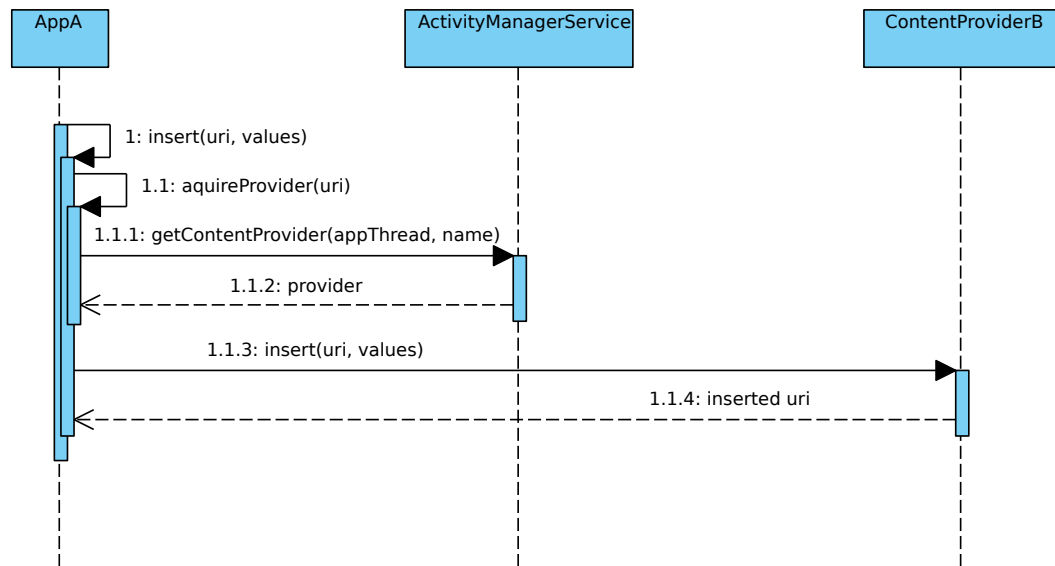 AppA
ActivityManagerService
ContentProviderB
1: insert(uri, values)
1.1: aquireProvider(uri)
1.1.1: getContentProvider(appThread, name)
1.1.2: provider
1.1.3: insert(uri, values)
1.1.4: inserted uri